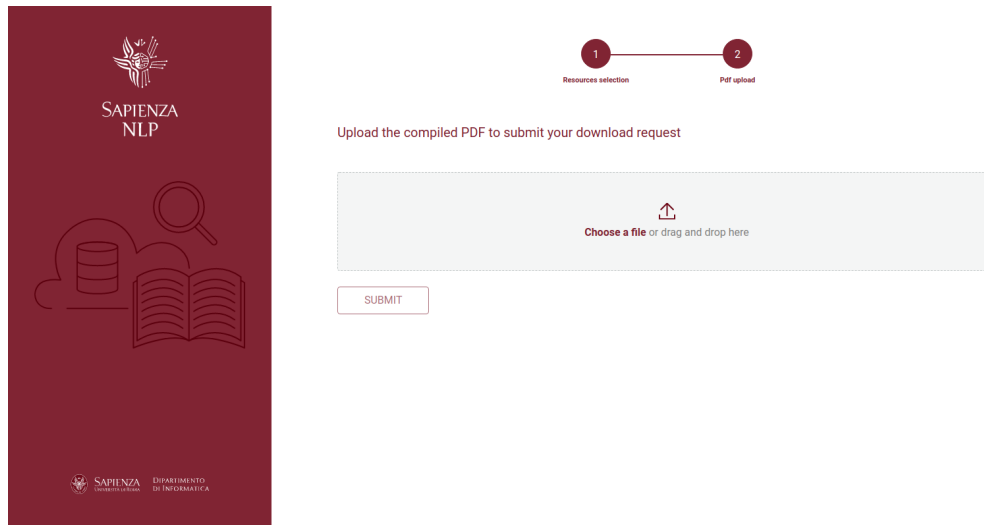 SAPIENZA
NLP
1
2
Resources selection
Pdf upload
Upload the compiled PDF to submit your download request
Choose a file or drag and drop here
SUBMIT
SAPIENZA
UNIVERSITÀ DI ROMA
DIPARTIMENTO
DI INFORMATICA